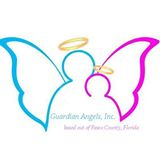 Guardian Angels, Inc.
based out of Pasco County, Florida